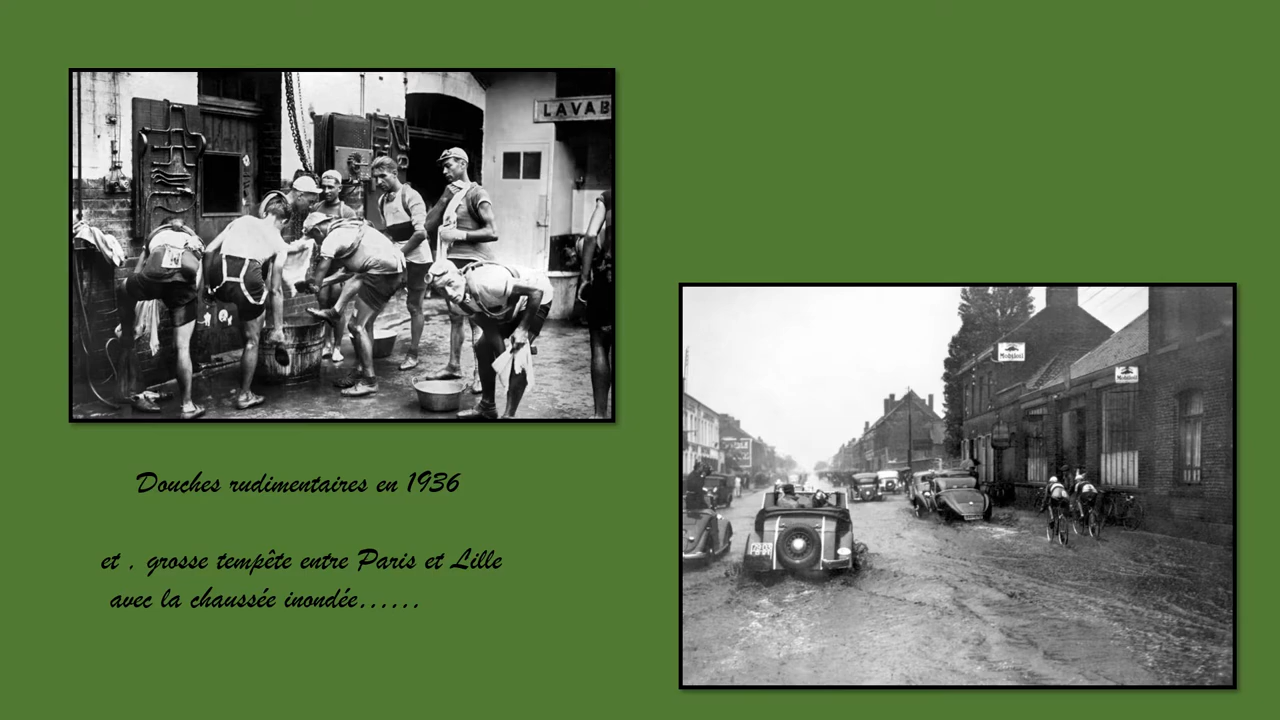 LAVAB
Douches rudimentaires en 1936
et . grosse tempête entre Paris et Lille
avec la chaussée inondée......